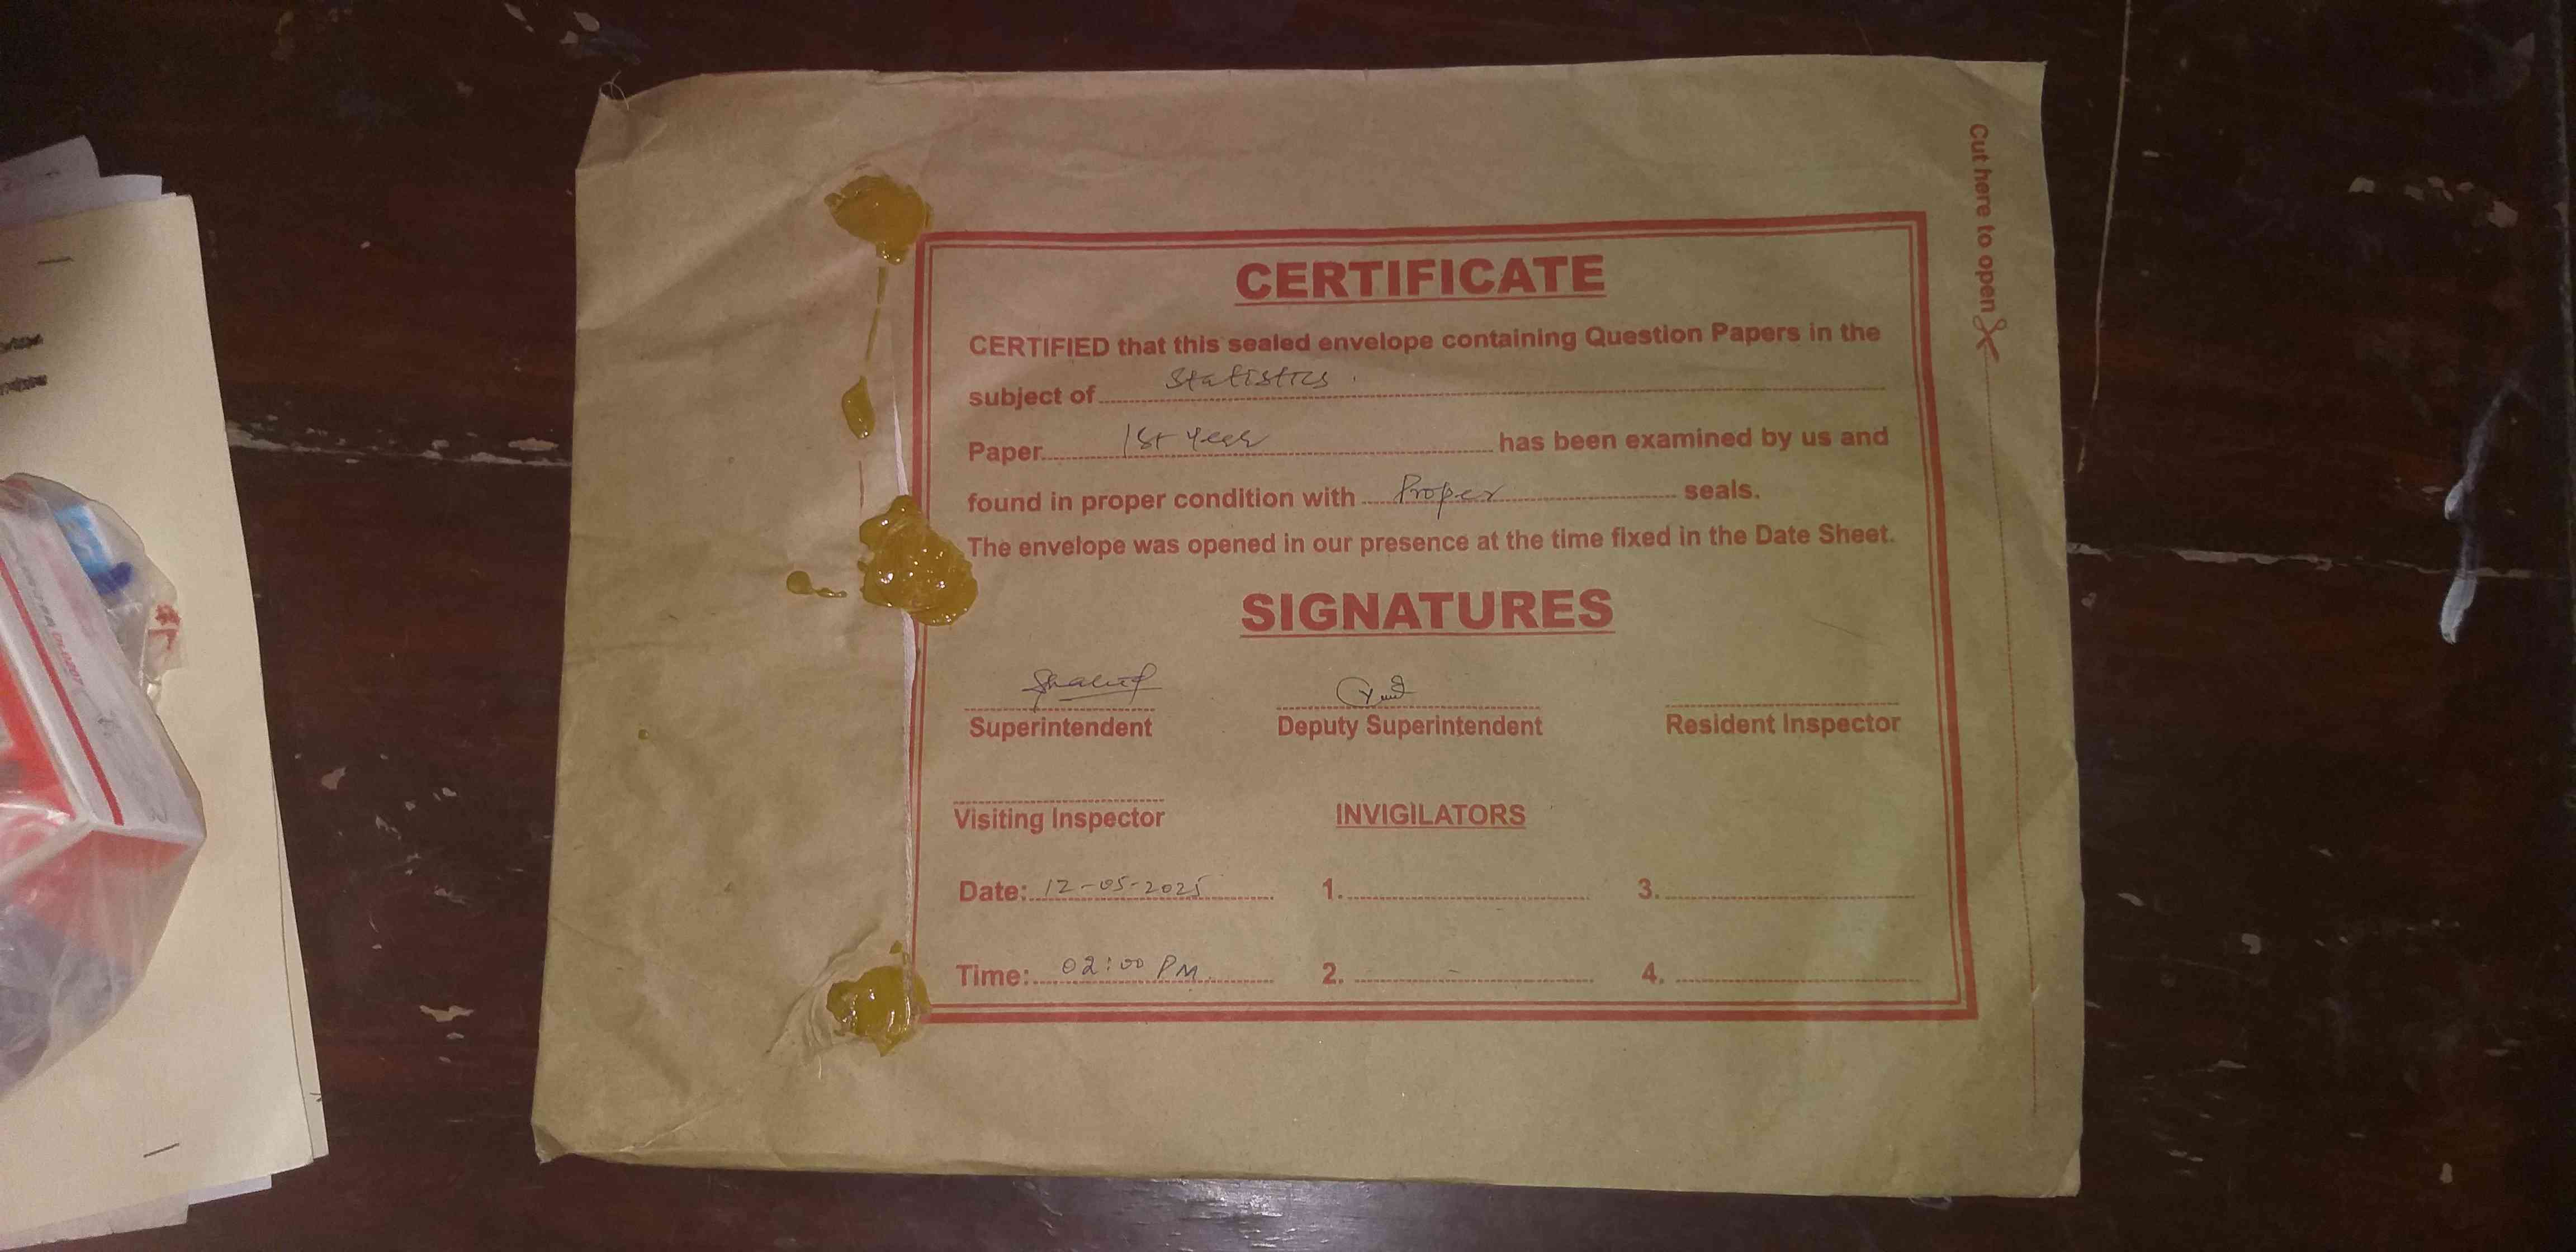 Cut here to open
CERTIFICATE
CERTIFIED that this sealed envelope containing Question Papers in the
subject of Statistics.
Paper 1st year has been examined by us and
found in proper condition with Proper seals.
The envelope was opened in our presence at the time fixed in the Date Sheet.
SIGNATURES
Superintendent Deputy Superintendent Resident Inspector
Visiting Inspector INVIGILATORS
Date: 12-05-2025 1. 3.
Time: 02:00 PM. 2. 4.